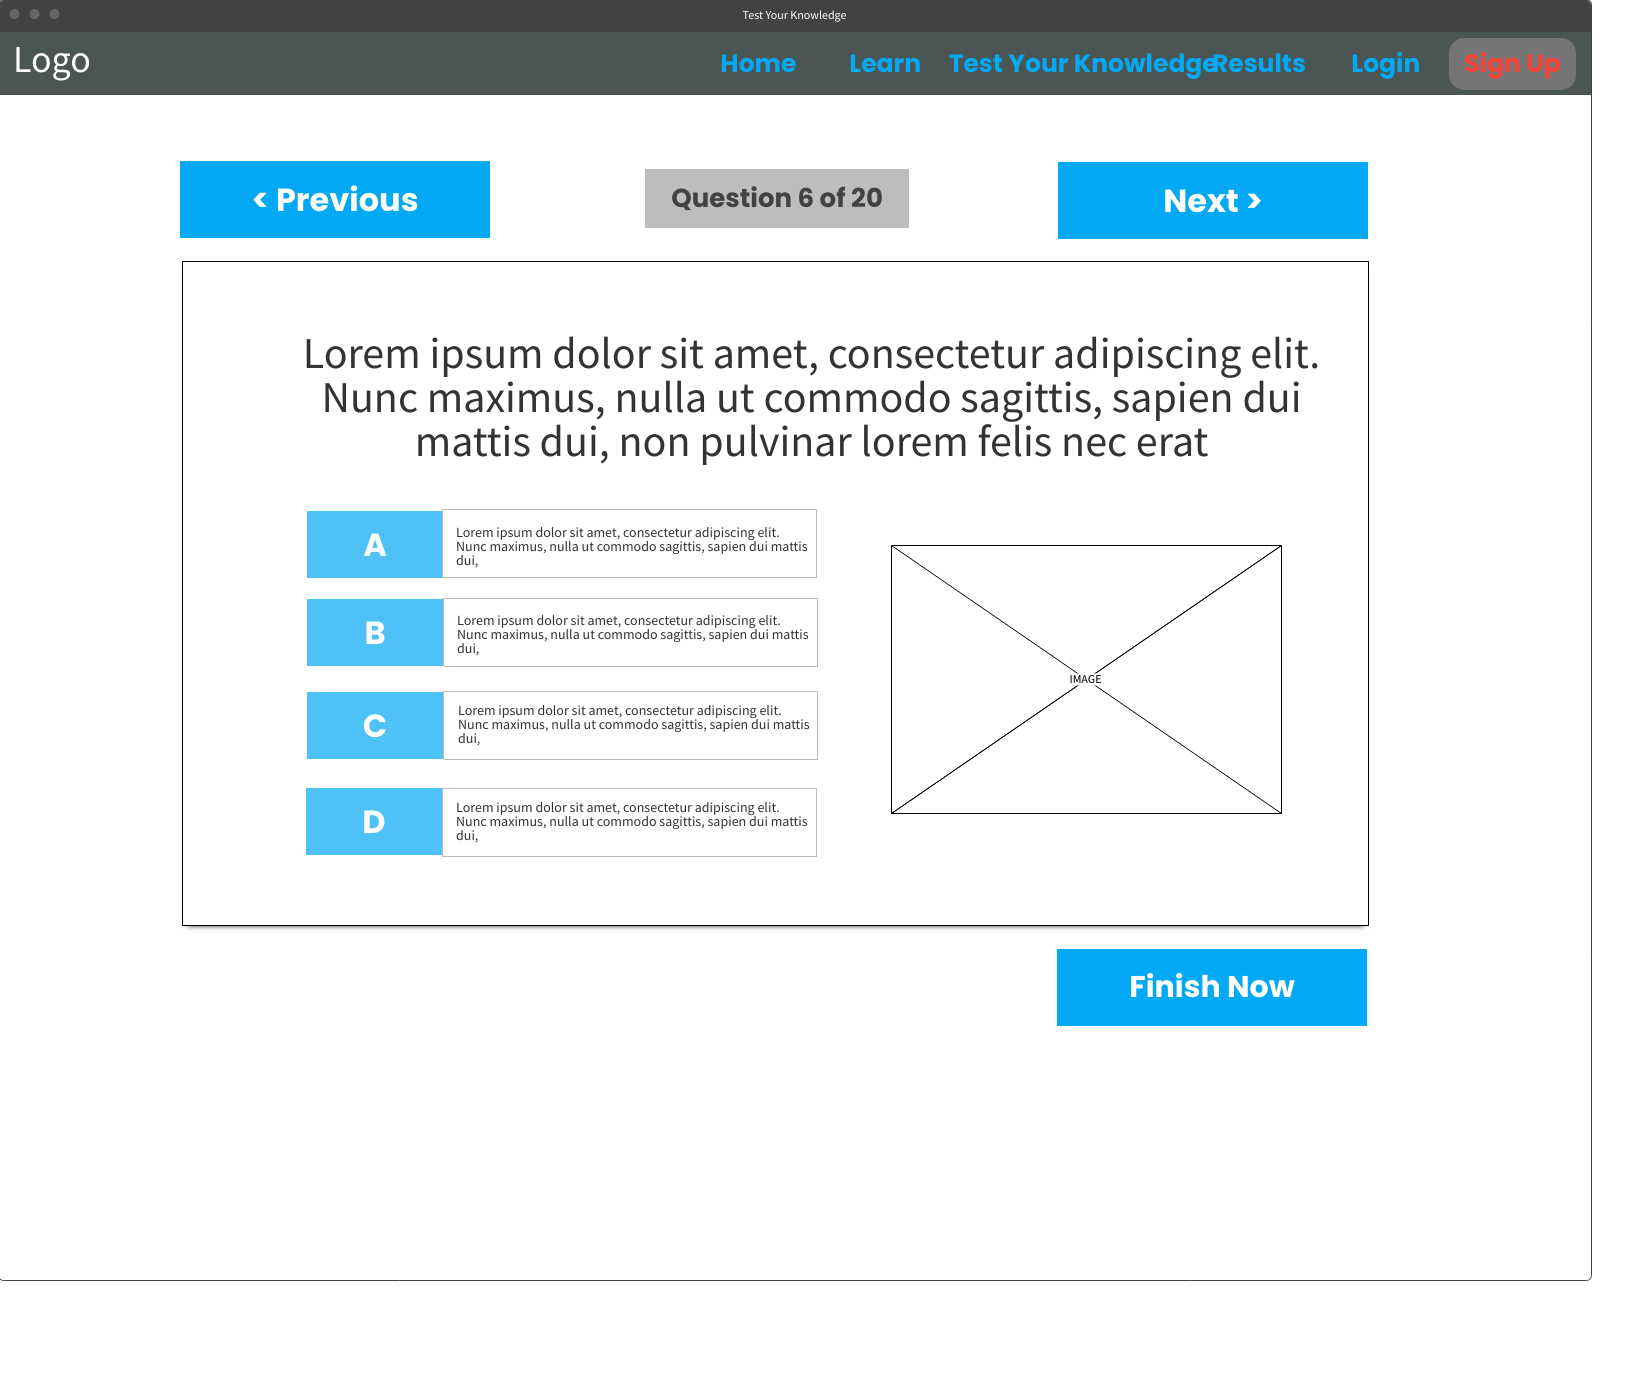 Test Your Knowledge
Logo
Home Learn Test Your Knowledge Results Login Sign Up
< Previous
Question 6 of 20
Next >
Lorem ipsum dolor sit amet, consectetur adipiscing elit.
Nunc maximus, nulla ut commodo sagittis, sapien dui
mattis dui, non pulvinar lorem felis nec erat
A
Lorem ipsum dolor sit amet, consectetur adipiscing elit.
Nunc maximus, nulla ut commodo sagittis, sapien dui mattis
dui,
B
Lorem ipsum dolor sit amet, consectetur adipiscing elit.
Nunc maximus, nulla ut commodo sagittis, sapien dui mattis
dui,
C
Lorem ipsum dolor sit amet, consectetur adipiscing elit.
Nunc maximus, nulla ut commodo sagittis, sapien dui mattis
dui,
D
Lorem ipsum dolor sit amet, consectetur adipiscing elit.
Nunc maximus, nulla ut commodo sagittis, sapien dui mattis
dui,
IMAGE
Finish Now